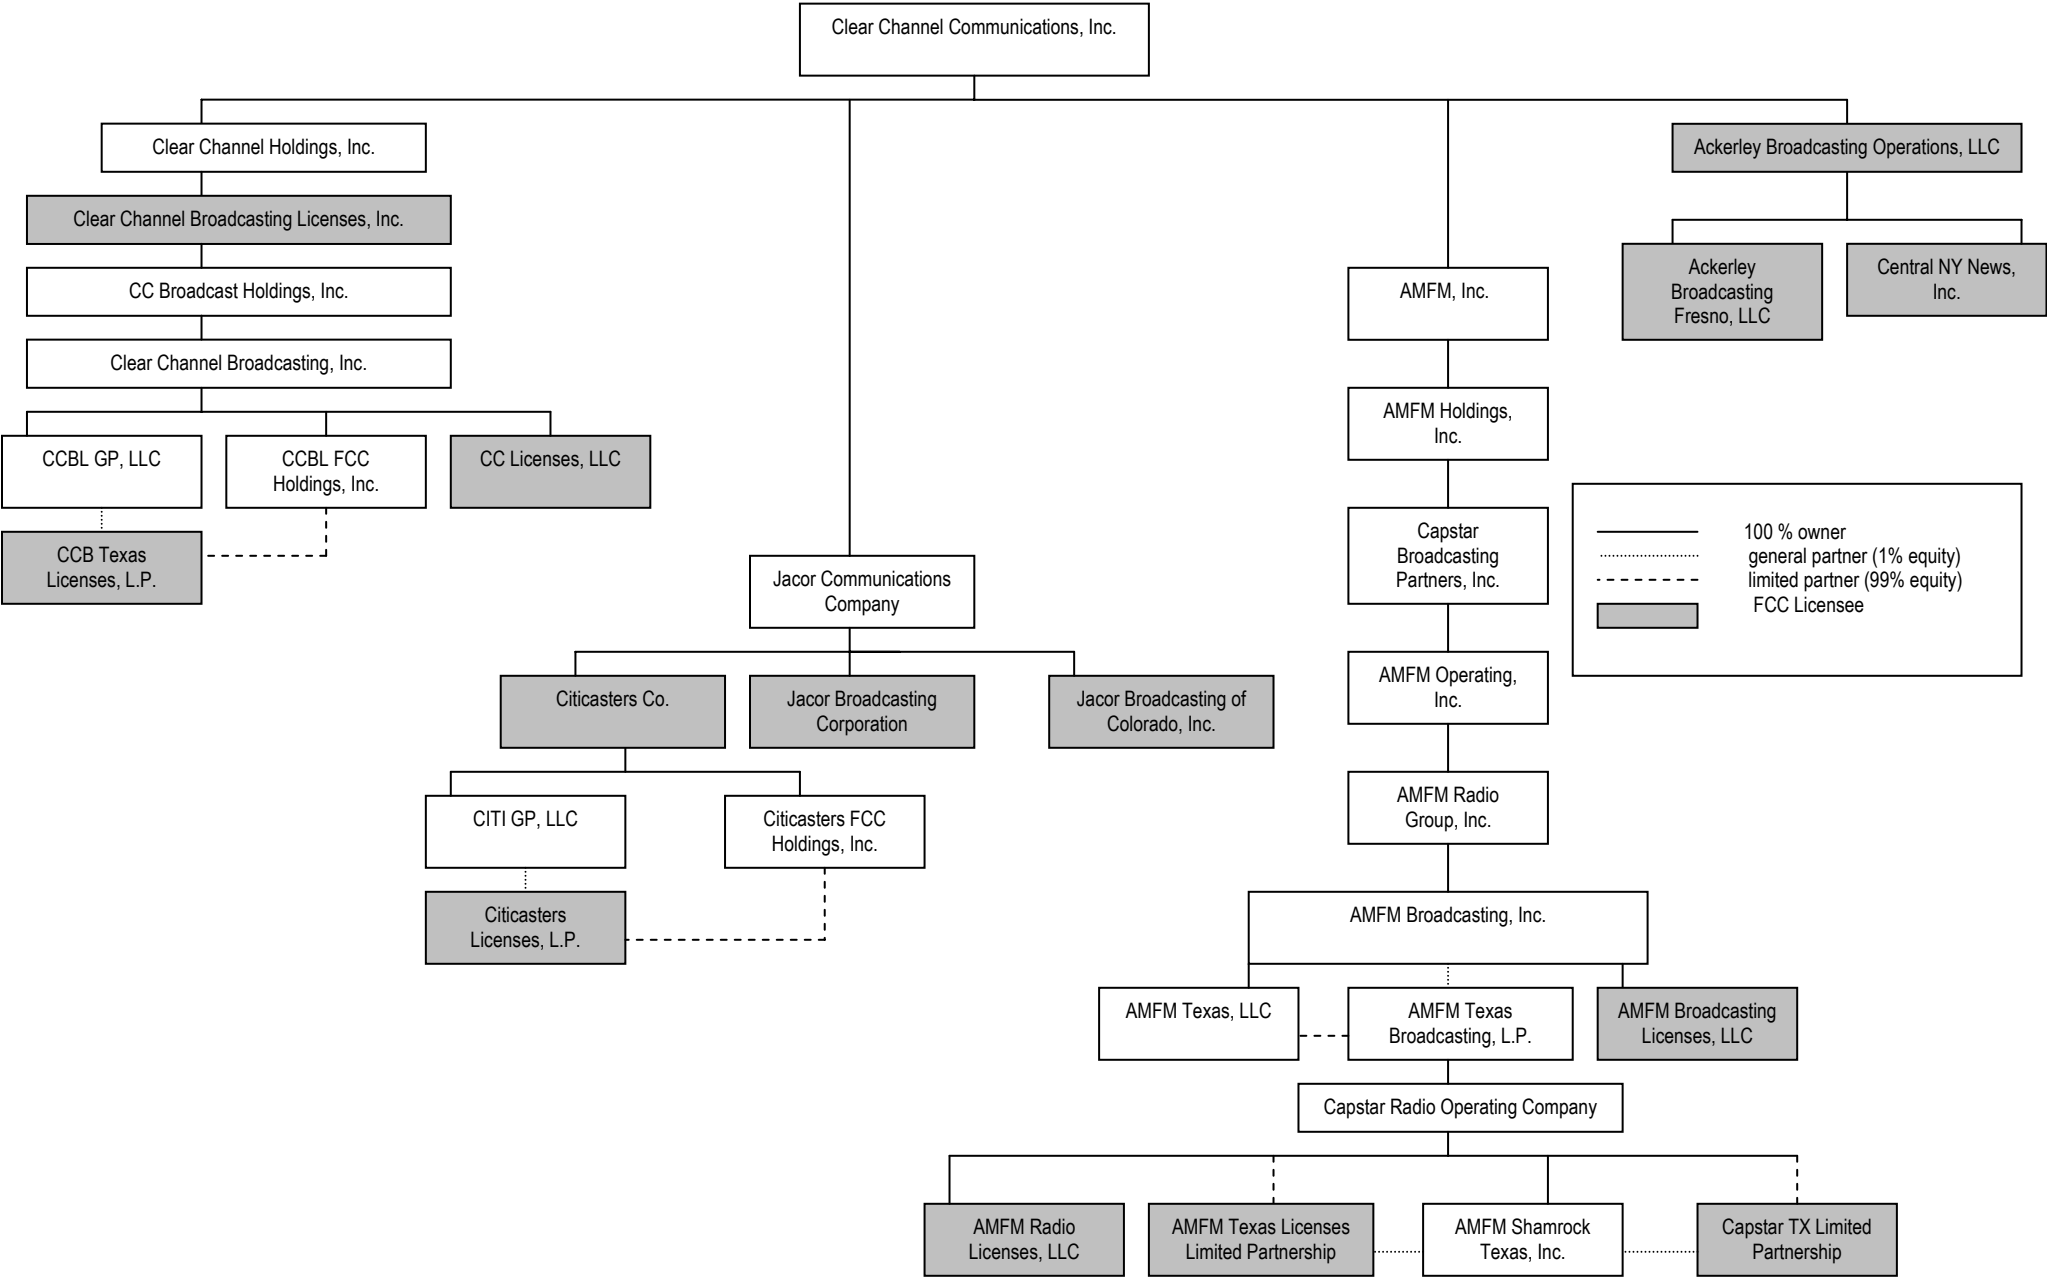 Clear Channel Communications, Inc.
Clear Channel Holdings, Inc.
Ackerley Broadcasting Operations, LLC
Clear Channel Broadcasting Licenses, Inc.
Ackerley
Broadcasting
Fresno, LLC
Central NY News,
Inc.
CC Broadcast Holdings, Inc.
AMFM, Inc.
Clear Channel Broadcasting, Inc.
AMFM Holdings,
Inc.
CCBL GP, LLC
CCBL FCC
Holdings, Inc.
CC Licenses, LLC
CCB Texas
Licenses, L.P.
Capstar
Broadcasting
Partners, Inc.
100 % owner
general partner (1% equity)
limited partner (99% equity)
FCC Licensee
Jacor Communications
Company
AMFM Operating,
Inc.
Citicasters Co.
Jacor Broadcasting
Corporation
Jacor Broadcasting of
Colorado, Inc.
CITI GP, LLC
Citicasters FCC
Holdings, Inc.
AMFM Radio
Group, Inc.
Citicasters
Licenses, L.P.
AMFM Broadcasting, Inc.
AMFM Texas, LLC
AMFM Texas
Broadcasting, L.P.
AMFM Broadcasting
Licenses, LLC
Capstar Radio Operating Company
AMFM Radio
Licenses, LLC
AMFM Texas Licenses
Limited Partnership
AMFM Shamrock
Texas, Inc.
Capstar TX Limited
Partnership